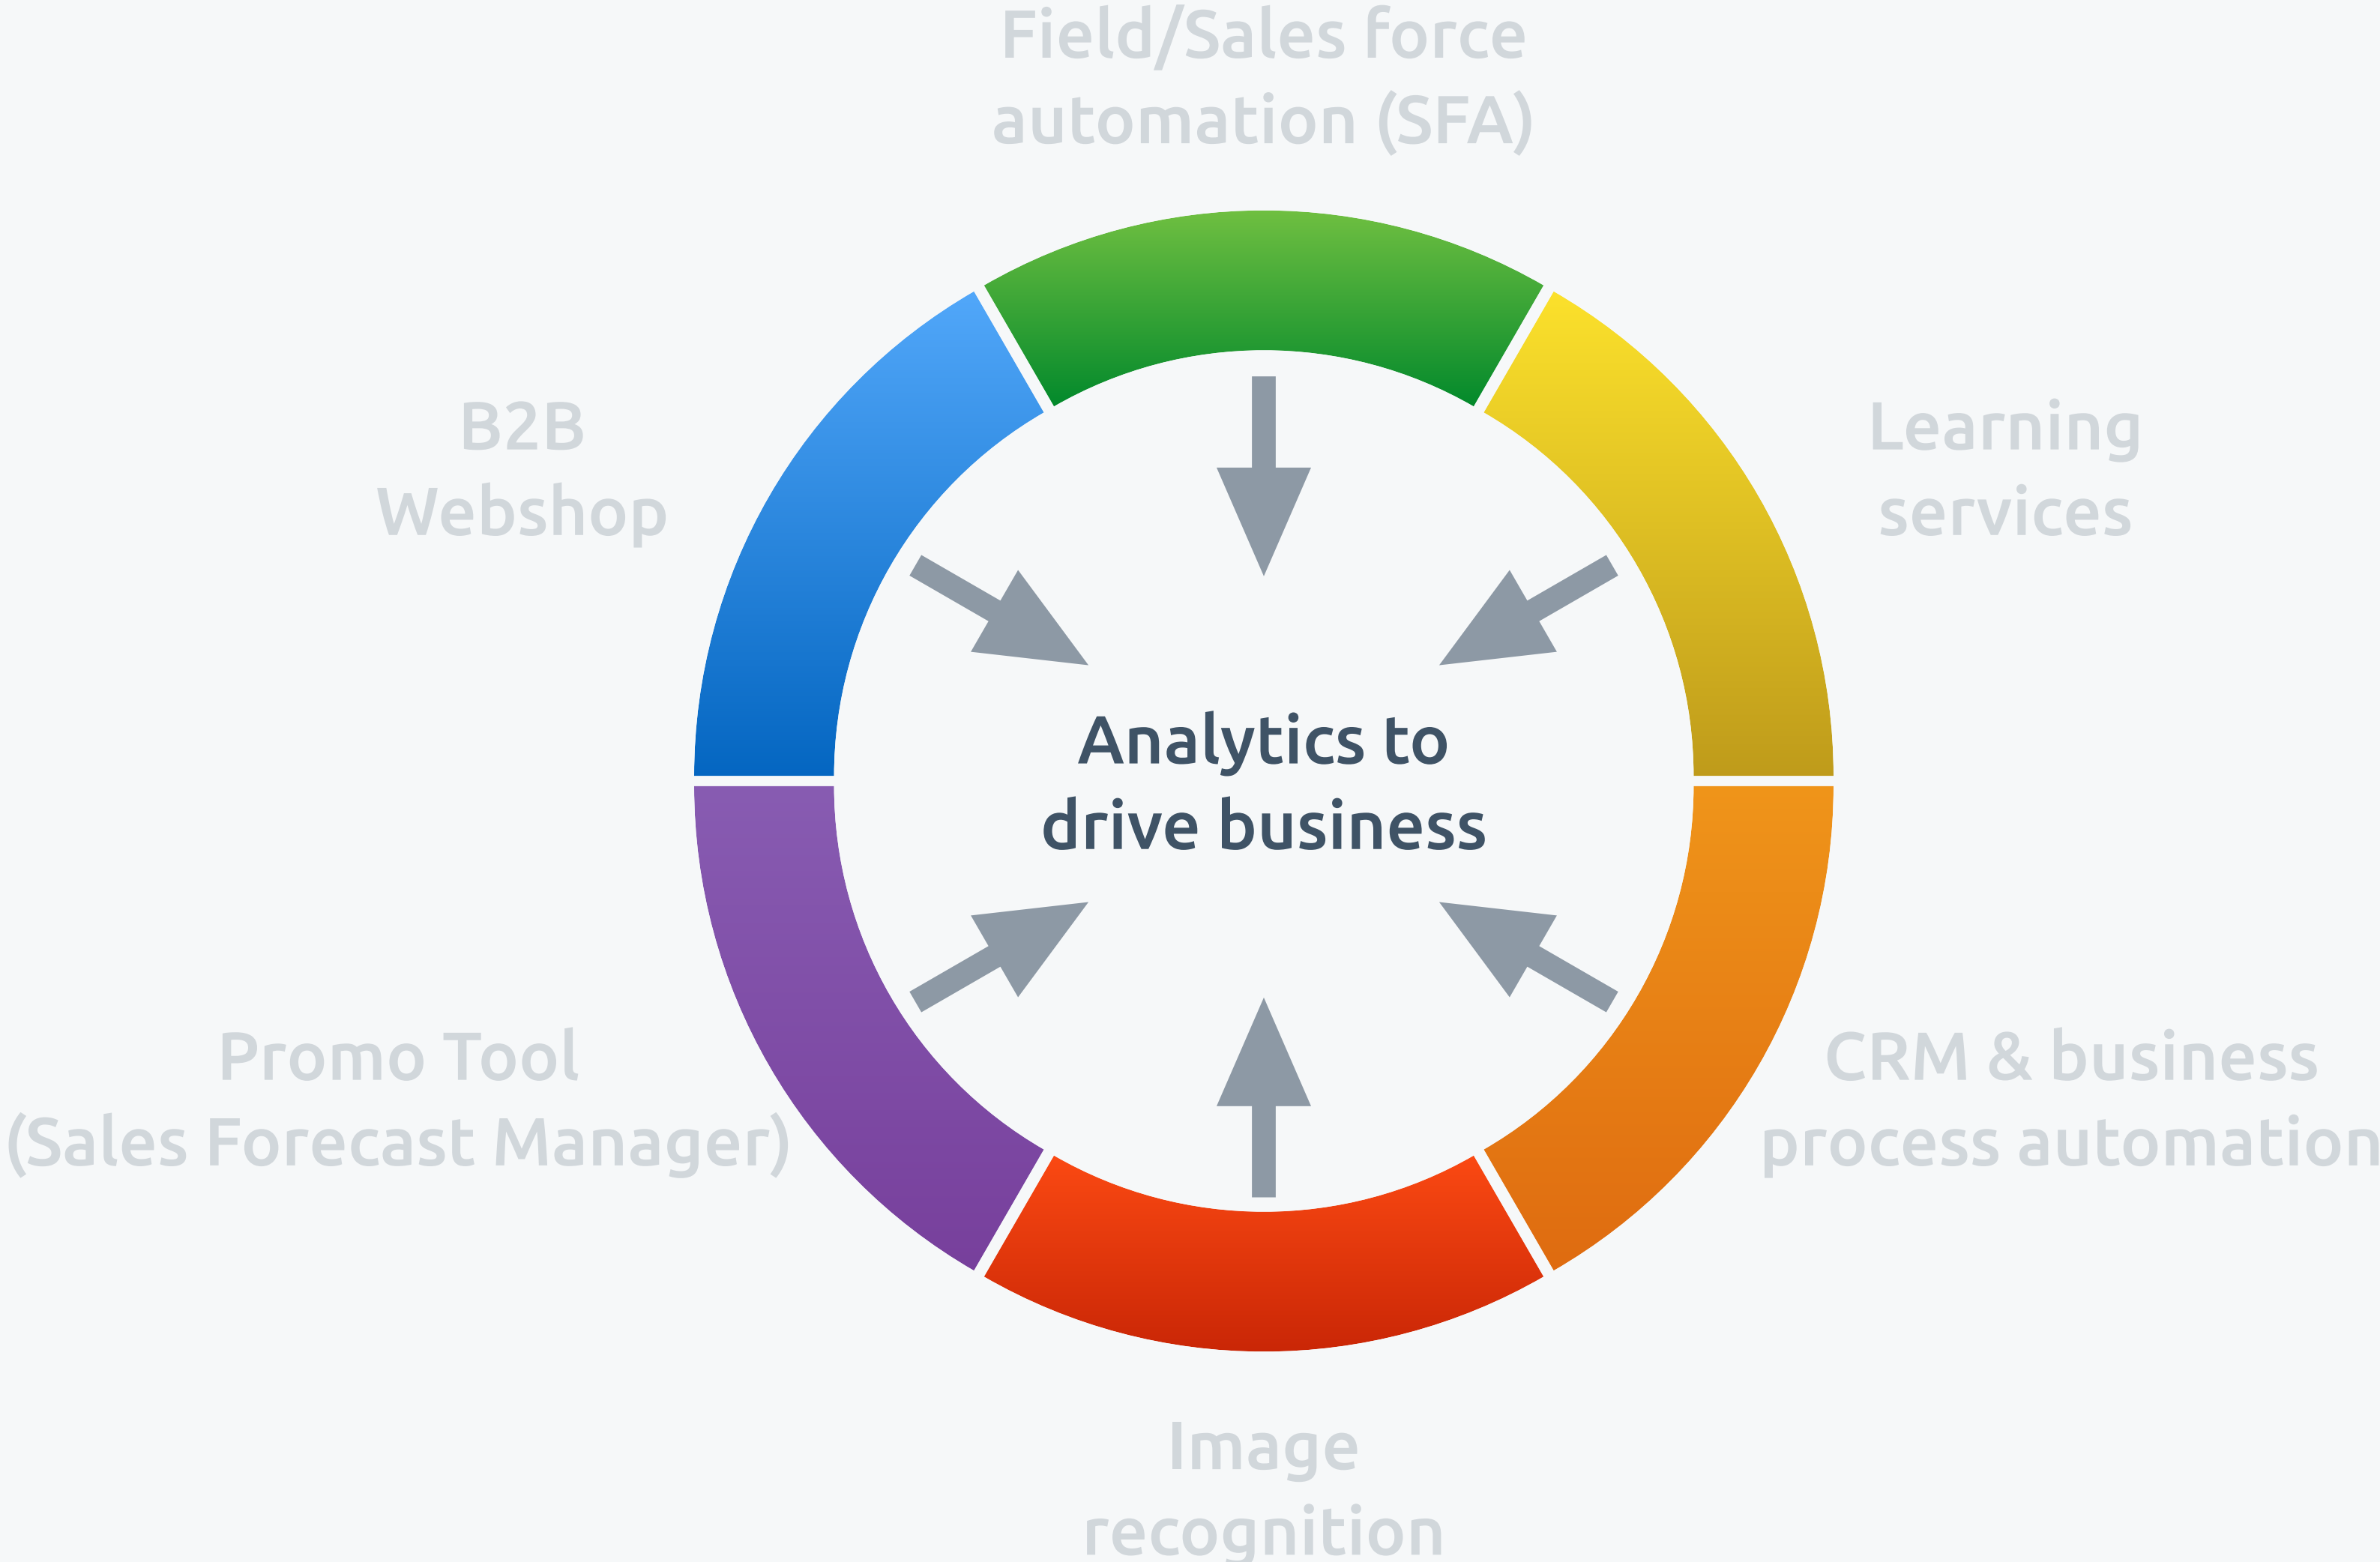 Field/Sales force
automation (SFA)
B2B
Webshop
Learning
services
Analytics to
drive business
Promo Tool
(Sales Forecast Manager)
CRM & business
process automation
Image
recognition